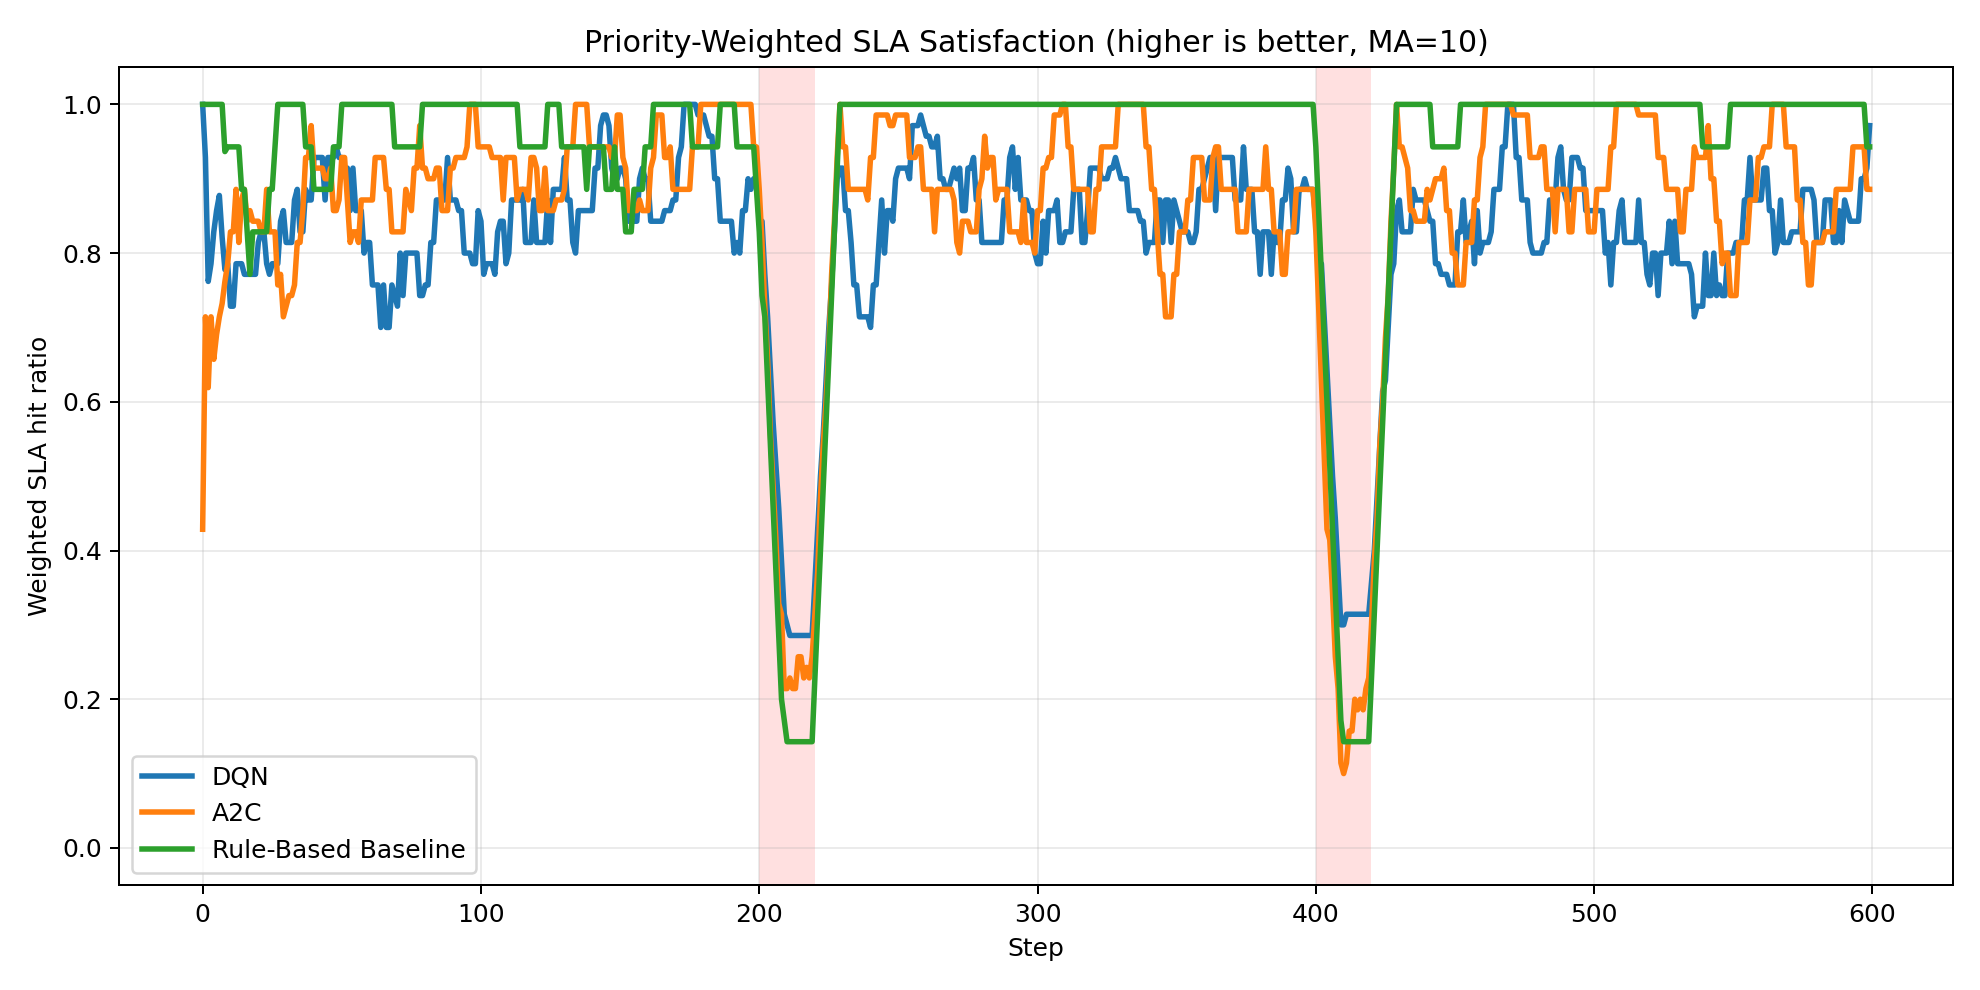 Priority-Weighted SLA Satisfaction (higher is better, MA=10)
Weighted SLA hit ratio
1.0
0.8
0.6
0.4
0.2
0.0
DQN
A2C
Rule-Based Baseline
0 100 200 300 400 500 600
Step